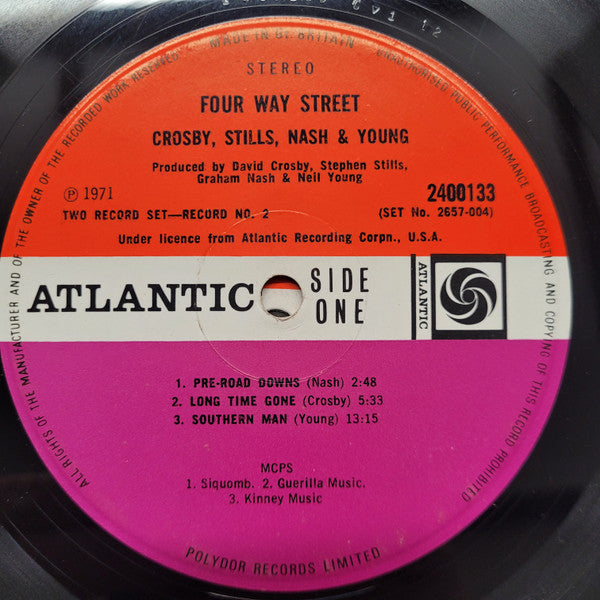 MADE IN G. BRITAIN
STEREO
FOUR WAY STREET
CROSBY, STILLS, NASH & YOUNG
Produced by David Crosby, Stephen Stills,
Graham Nash & Neil Young
℗ 1971
2400133
TWO RECORD SET—RECORD NO. 2
(SET No. 2657-004)
Under licence from Atlantic Recording Corpn., U.S.A.
ATLANTIC
SIDE
ONE
ATLANTIC
1. PRE-ROAD DOWNS (Nash) 2:48
2. LONG TIME GONE (Crosby) 5:33
3. SOUTHERN MAN (Young) 13:15
MCPS
1. Siquomb. 2. Guerilla Music.
3. Kinney Music
POLYDOR RECORDS LIMITED
ALL RIGHTS OF THE MANUFACTURER AND OF THE OWNER OF THE RECORDED WORK RESERVED
UNAUTHORISED PUBLIC PERFORMANCE BROADCASTING AND COPYING OF THIS RECORD PROHIBITED